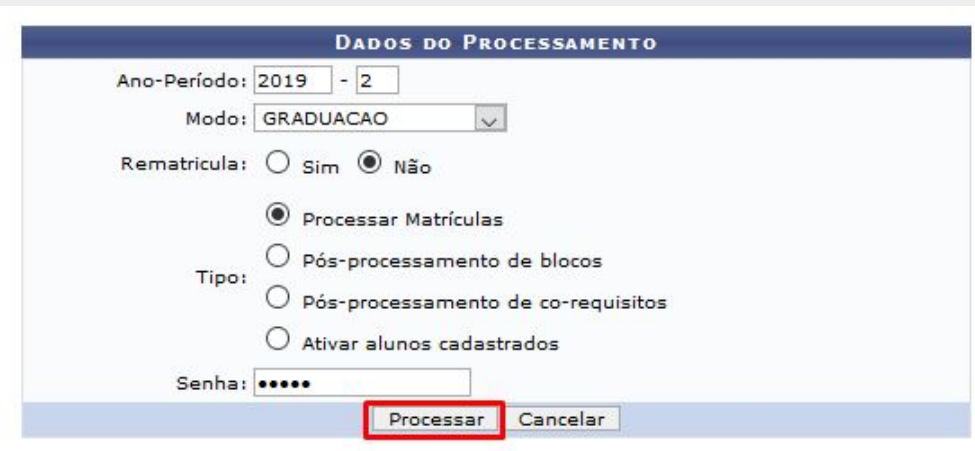 DADOS DO PROCESSAMENTO
Ano-Período: 2019 - 2
Modo: GRADUACAO
Rematricula: Sim Não
Processar Matrículas
Pós-processamento de blocos
Tipo:
Pós-processamento de co-requisitos
Ativar alunos cadastrados
Senha: •••••
Processar Cancelar